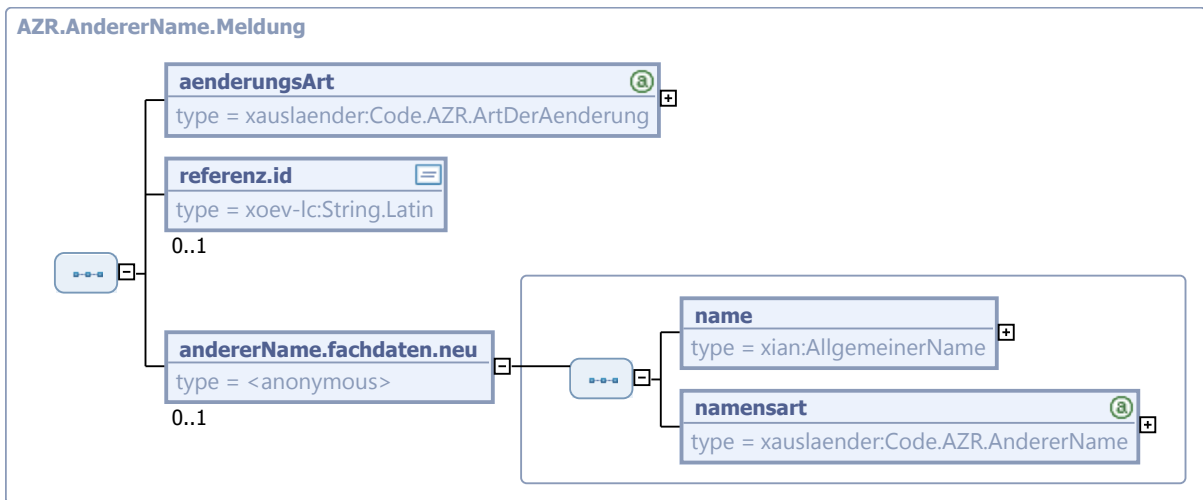 AZR.AndererName.Meldung
aenderungsArt
type = xauslaender:Code.AZR.ArtDerAenderung
referenz.id
type = xoev-lc:String.Latin
0..1
andererName.fachdaten.neu
type = <anonymous>
0..1
name
type = xian:AllgemeinerName
namensart
type = xauslaender:Code.AZR.AndererName